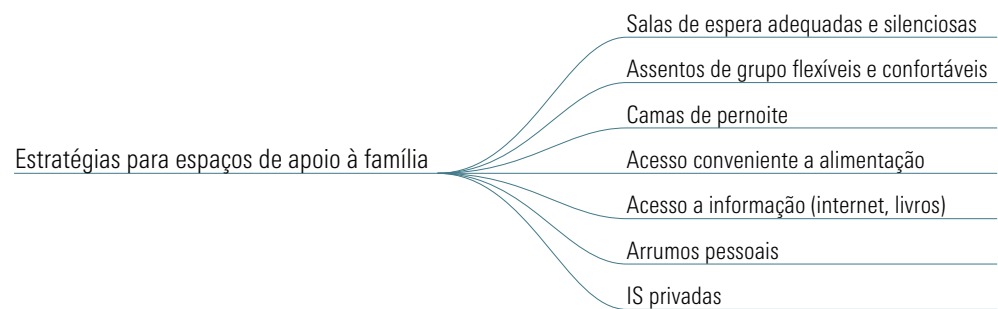 Salas de espera adequadas e silenciosas
Assentos de grupo flexíveis e confortáveis
Camas de pernoite
Estratégias para espaços de apoio à família
Acesso conveniente a alimentação
Acesso a informação (internet, livros)
Arrumos pessoais
IS privadas